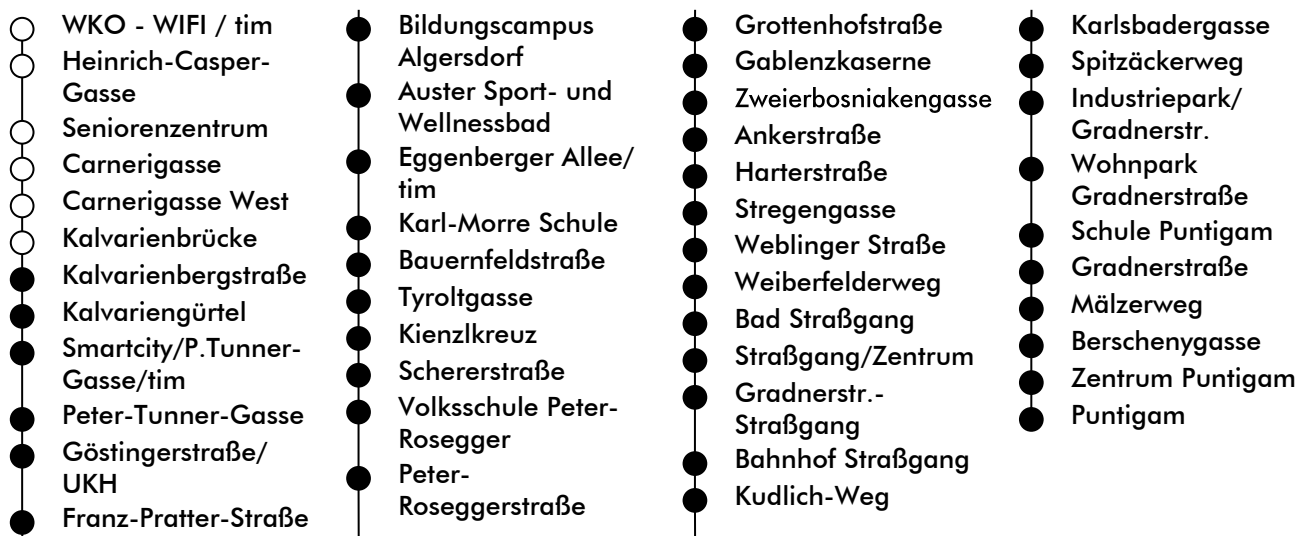 WKO - WIFI / tim
Heinrich-Casper-
Gasse
Seniorenzentrum
Carnerigasse
Carnerigasse West
Kalvarienbrücke
Kalvarienbergstraße
Kalvariengürtel
Smartcity/P.Tunner-
Gasse/tim
Peter-Tunner-Gasse
Göstingerstraße/
UKH
Franz-Pratter-Straße
Bildungscampus
Algersdorf
Auster Sport- und
Wellnessbad
Eggenberger Allee/
tim
Karl-Morre Schule
Bauernfeldstraße
Tyroltgasse
Kienzlkreuz
Schererstraße
Volksschule Peter-
Rosegger
Peter-
Roseggerstraße
Grottenhofstraße
Gablenzkaserne
Zweierbosniakengasse
Ankerstraße
Harterstraße
Stregengasse
Weblinger Straße
Weiberfelderweg
Bad Straßgang
Straßgang/Zentrum
Gradnerstr.-
Straßgang
Bahnhof Straßgang
Kudlich-Weg
Karlsbadergasse
Spitzäckerweg
Industriepark/
Gradnerstr.
Wohnpark
Gradnerstraße
Schule Puntigam
Gradnerstraße
Mälzerweg
Berschenygasse
Zentrum Puntigam
Puntigam